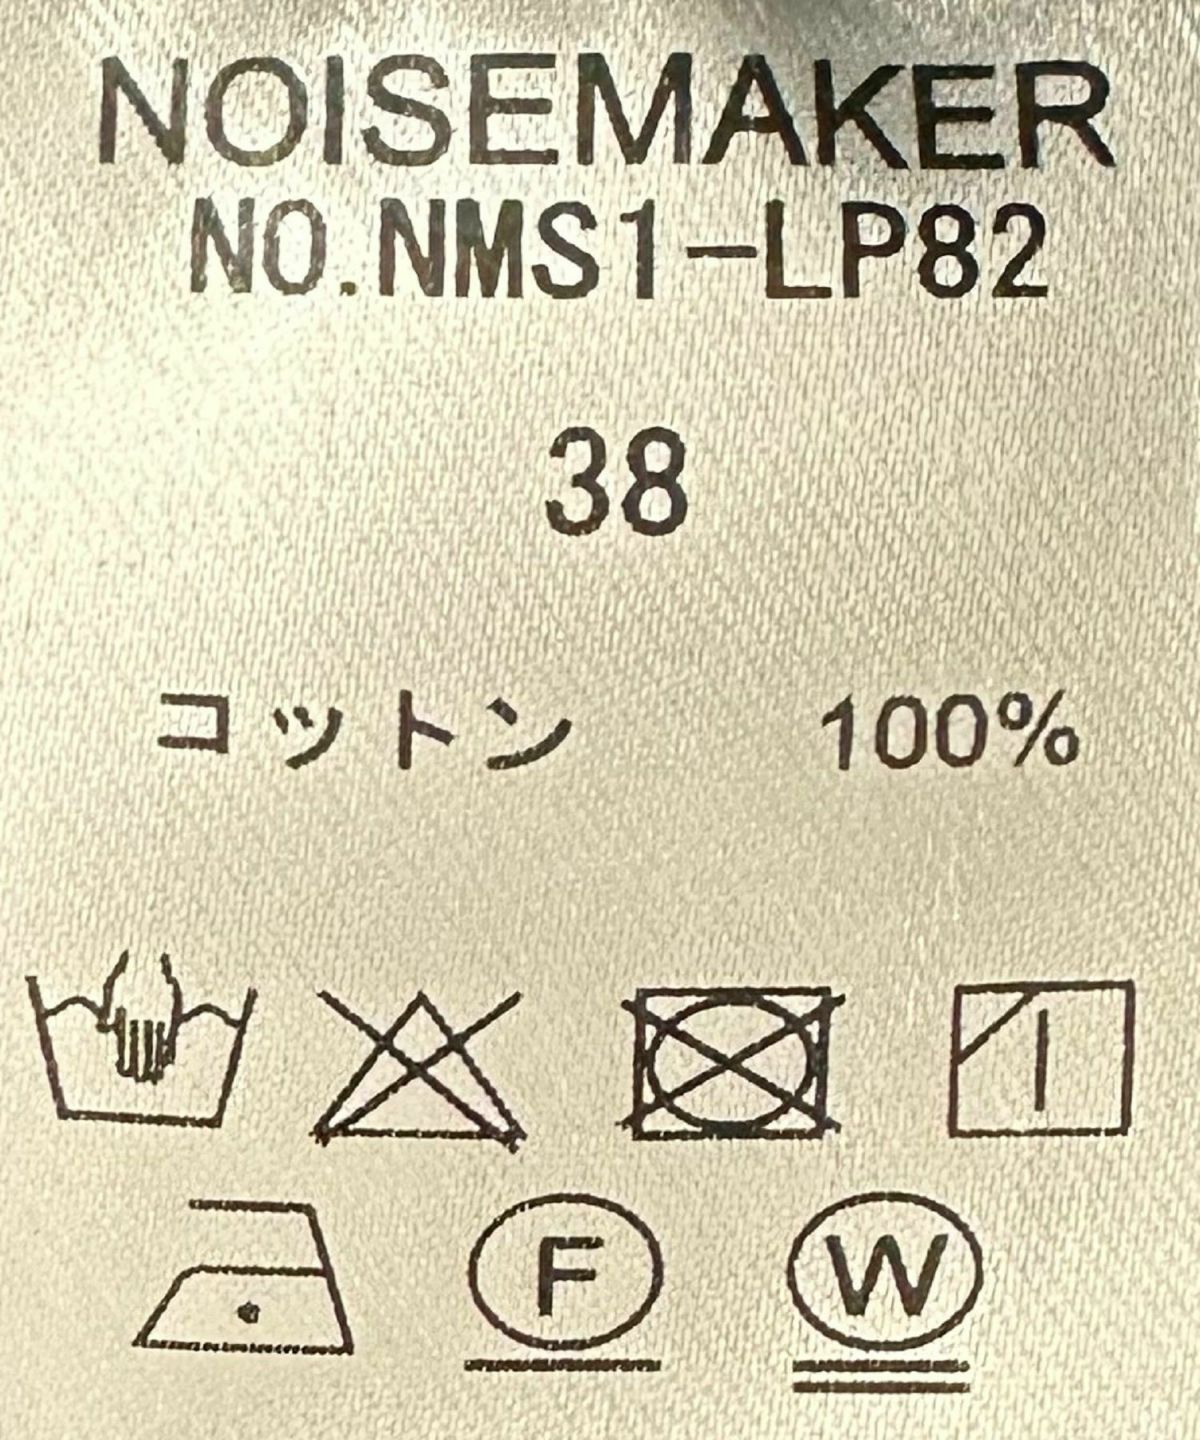 NOISEMAKER
NO.NMS1-LP82
38
コットン 100%
F W